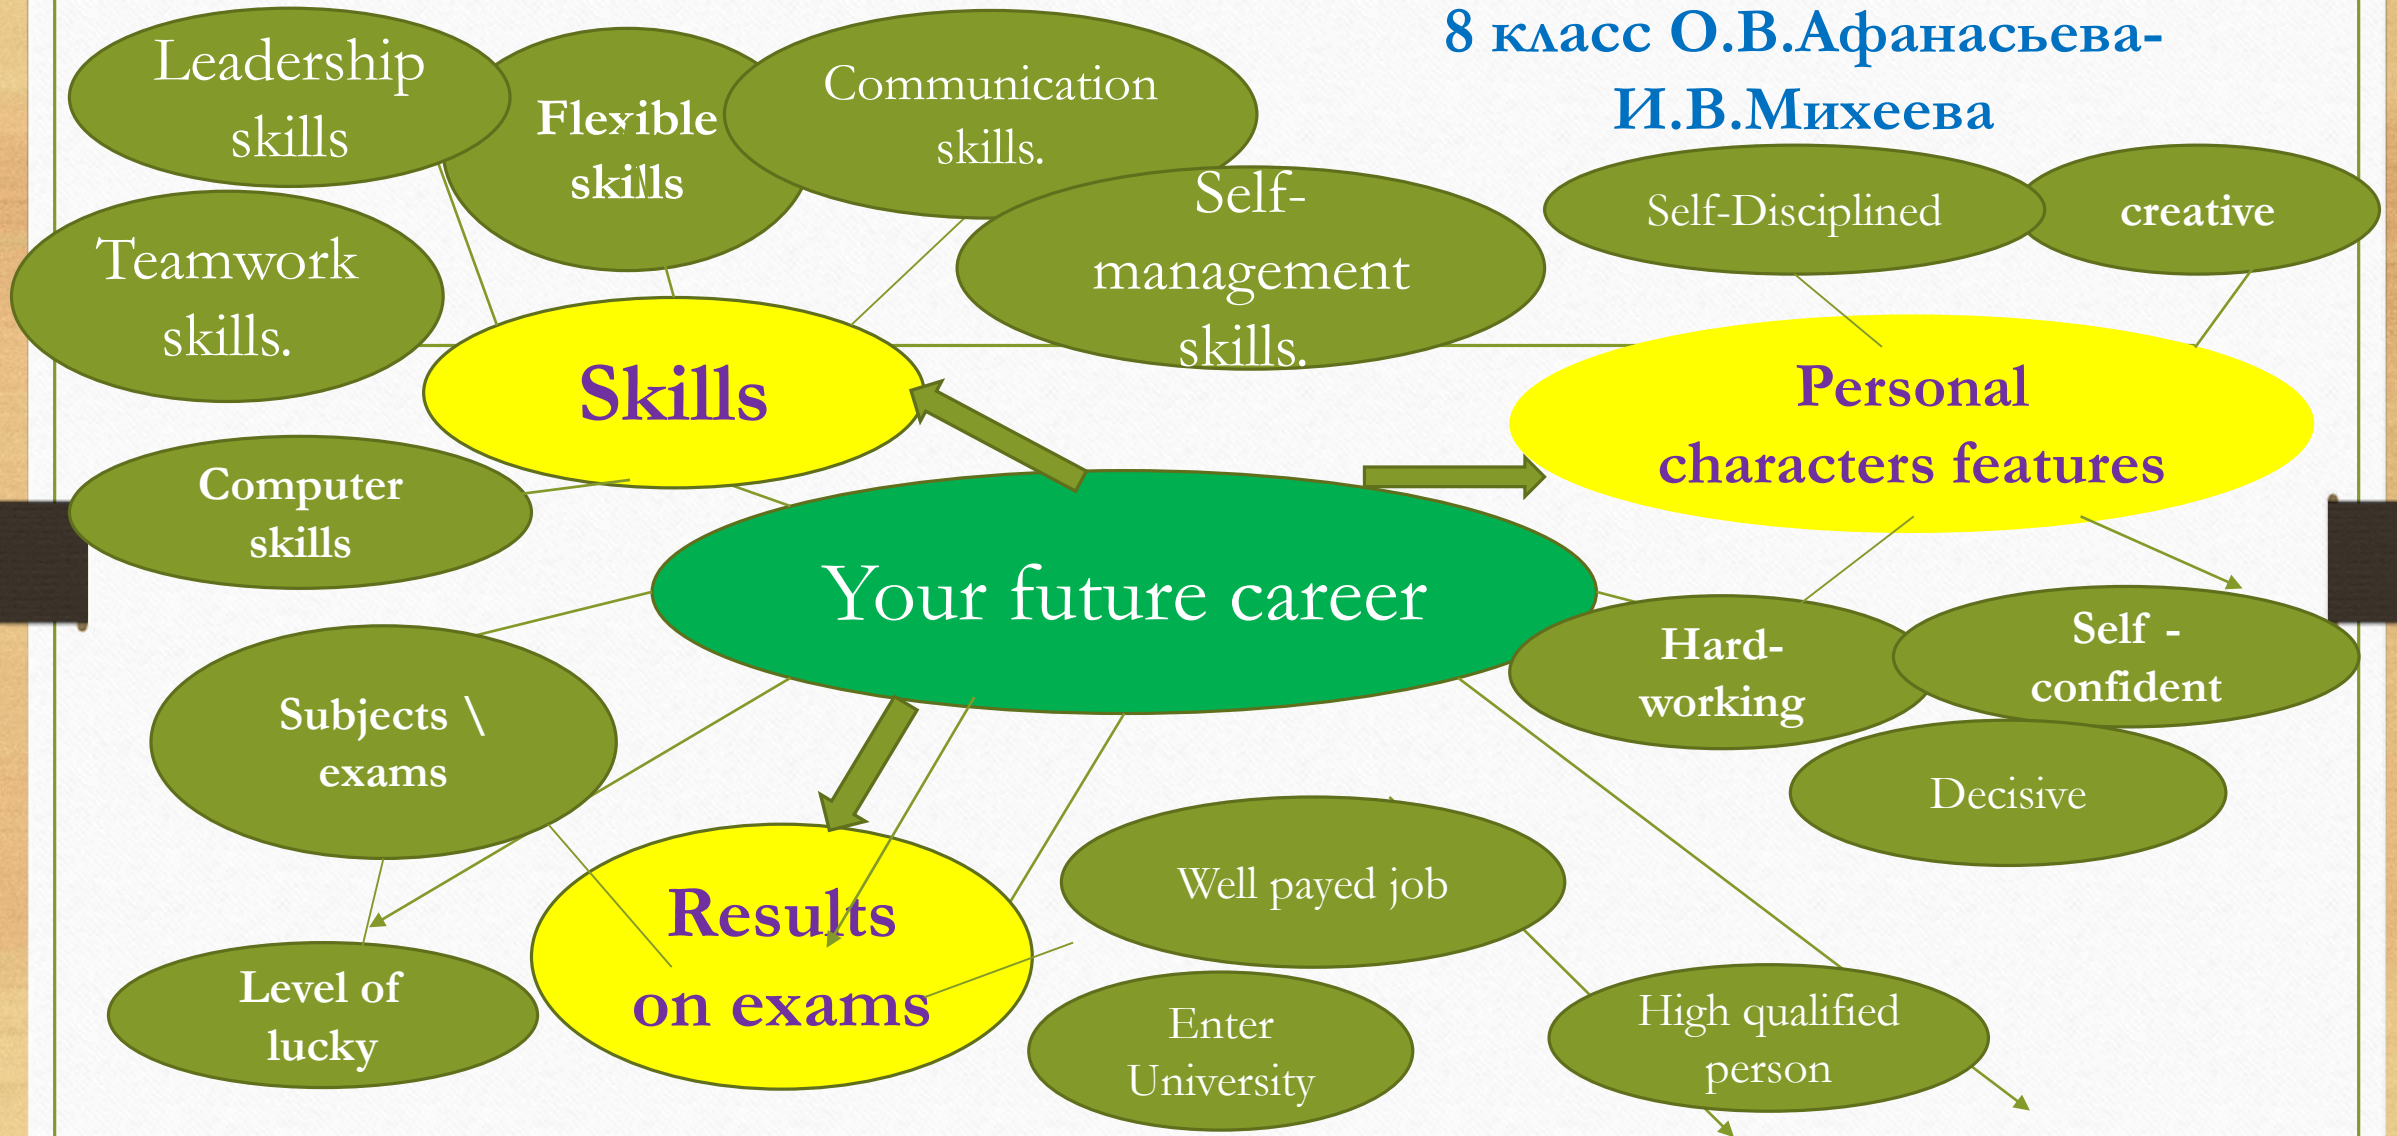 8 класс О.В.Афанасьева-
И.В.Михеева
Leadership
skills
Flexible
skills
Communication
skills.
Self-
management
skills.
Self-Disciplined
creative
Teamwork
skills.
Skills
Personal
characters features
Computer
skills
Your future career
Hard-
working
Self -
confident
Decisive
Subjects \
exams
Level of
lucky
Results
on exams
Well payed job
Enter
University
High qualified
person